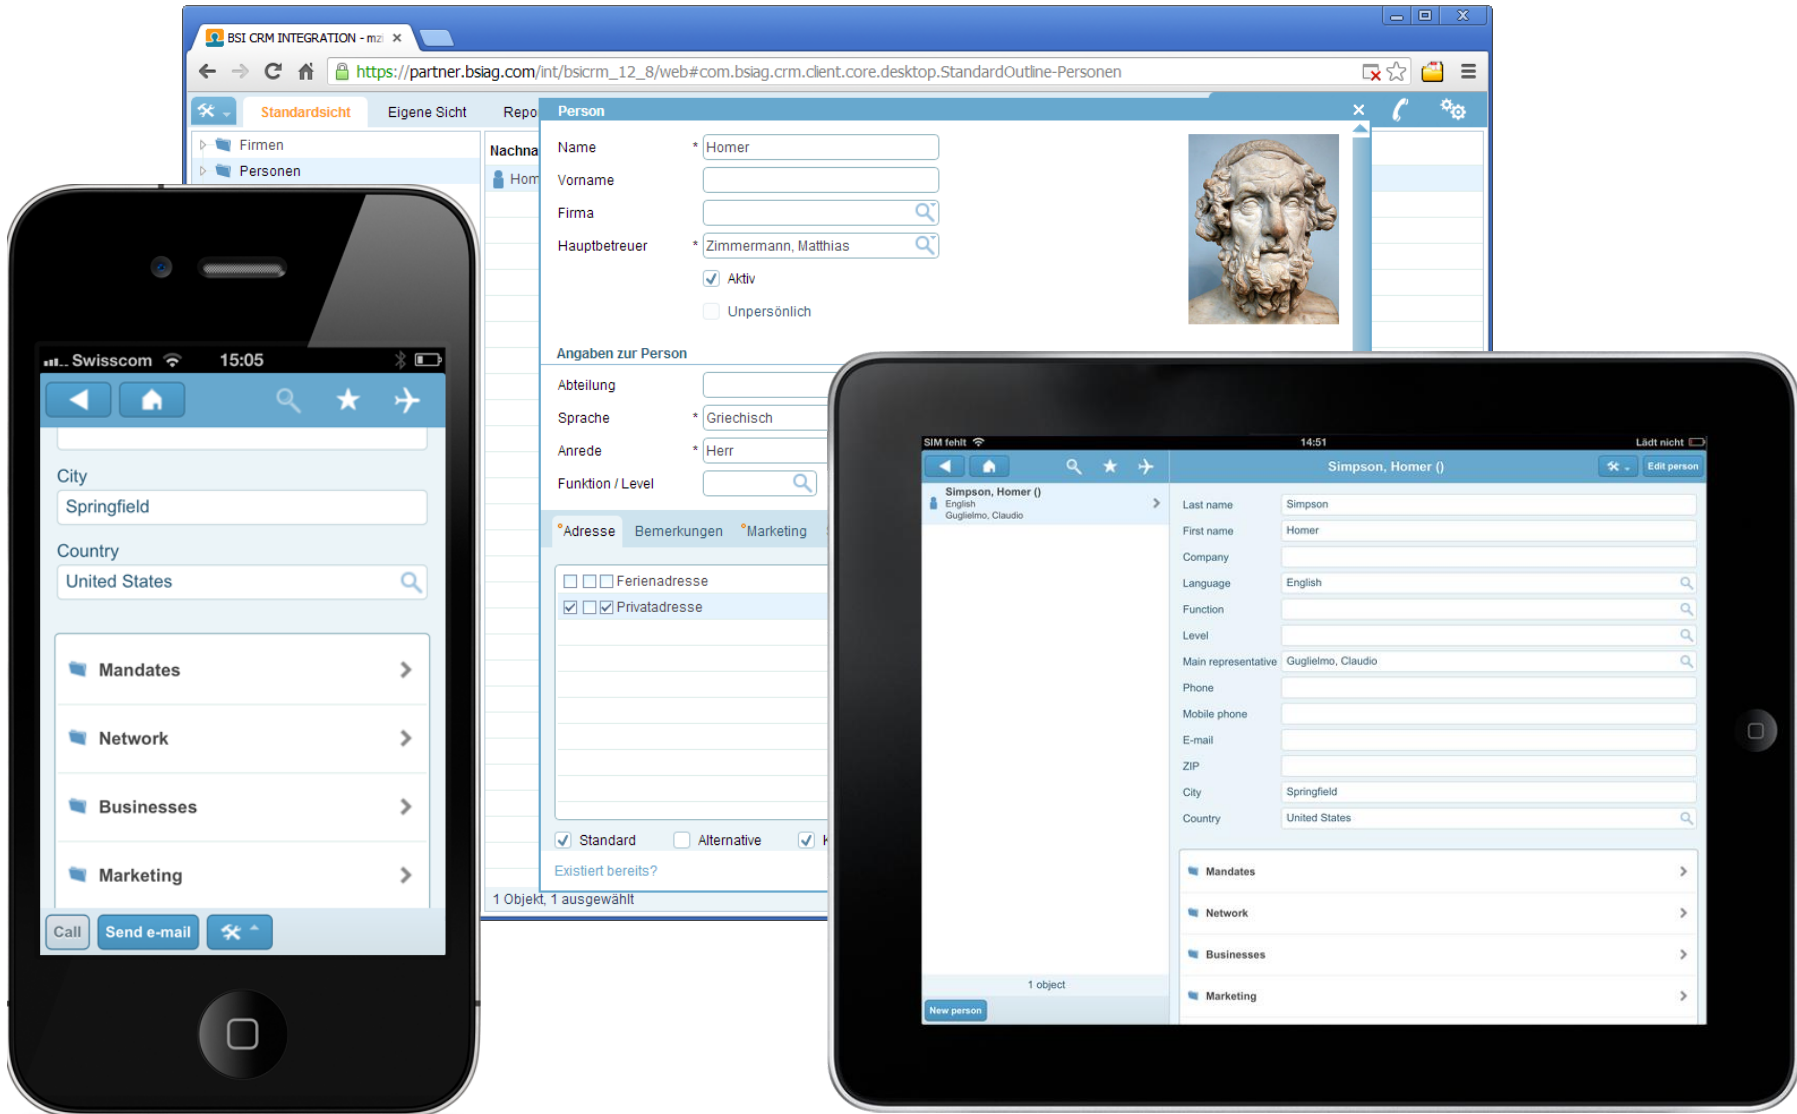 BSI CRM INTEGRATION - mzi
https://partner.bsiag.com/int/bsicrm_12_8/web#com.bsiag.crm.client.core.desktop.StandardOutline-Personen
Standardsicht Eigene Sicht Repo
Firmen
Personen
Nachna
Hom
Person
Name * Homer
Vorname
Firma
Hauptbetreuer * Zimmermann, Matthias
Aktiv
Unpersönlich
Angaben zur Person
Abteilung
Sprache * Griechisch
Anrede * Herr
Funktion / Level
Adresse Bemerkungen Marketing
Ferienadresse
Privatadresse
Standard Alternative
Existiert bereits?
1 Objekt, 1 ausgewählt
Swisscom 15:05
City
Springfield
Country
United States
Mandates
Network
Businesses
Marketing
Call Send e-mail
SIM fehlt 14:51 Lädt nicht
Simpson, Homer () Edit person
Simpson, Homer ()
English
Guglielmo, Claudio
1 object
New person
Last name Simpson
First name Homer
Company
Language English
Function
Level
Main representative Guglielmo, Claudio
Phone
Mobile phone
E-mail
ZIP
City Springfield
Country United States
Mandates
Network
Businesses
Marketing